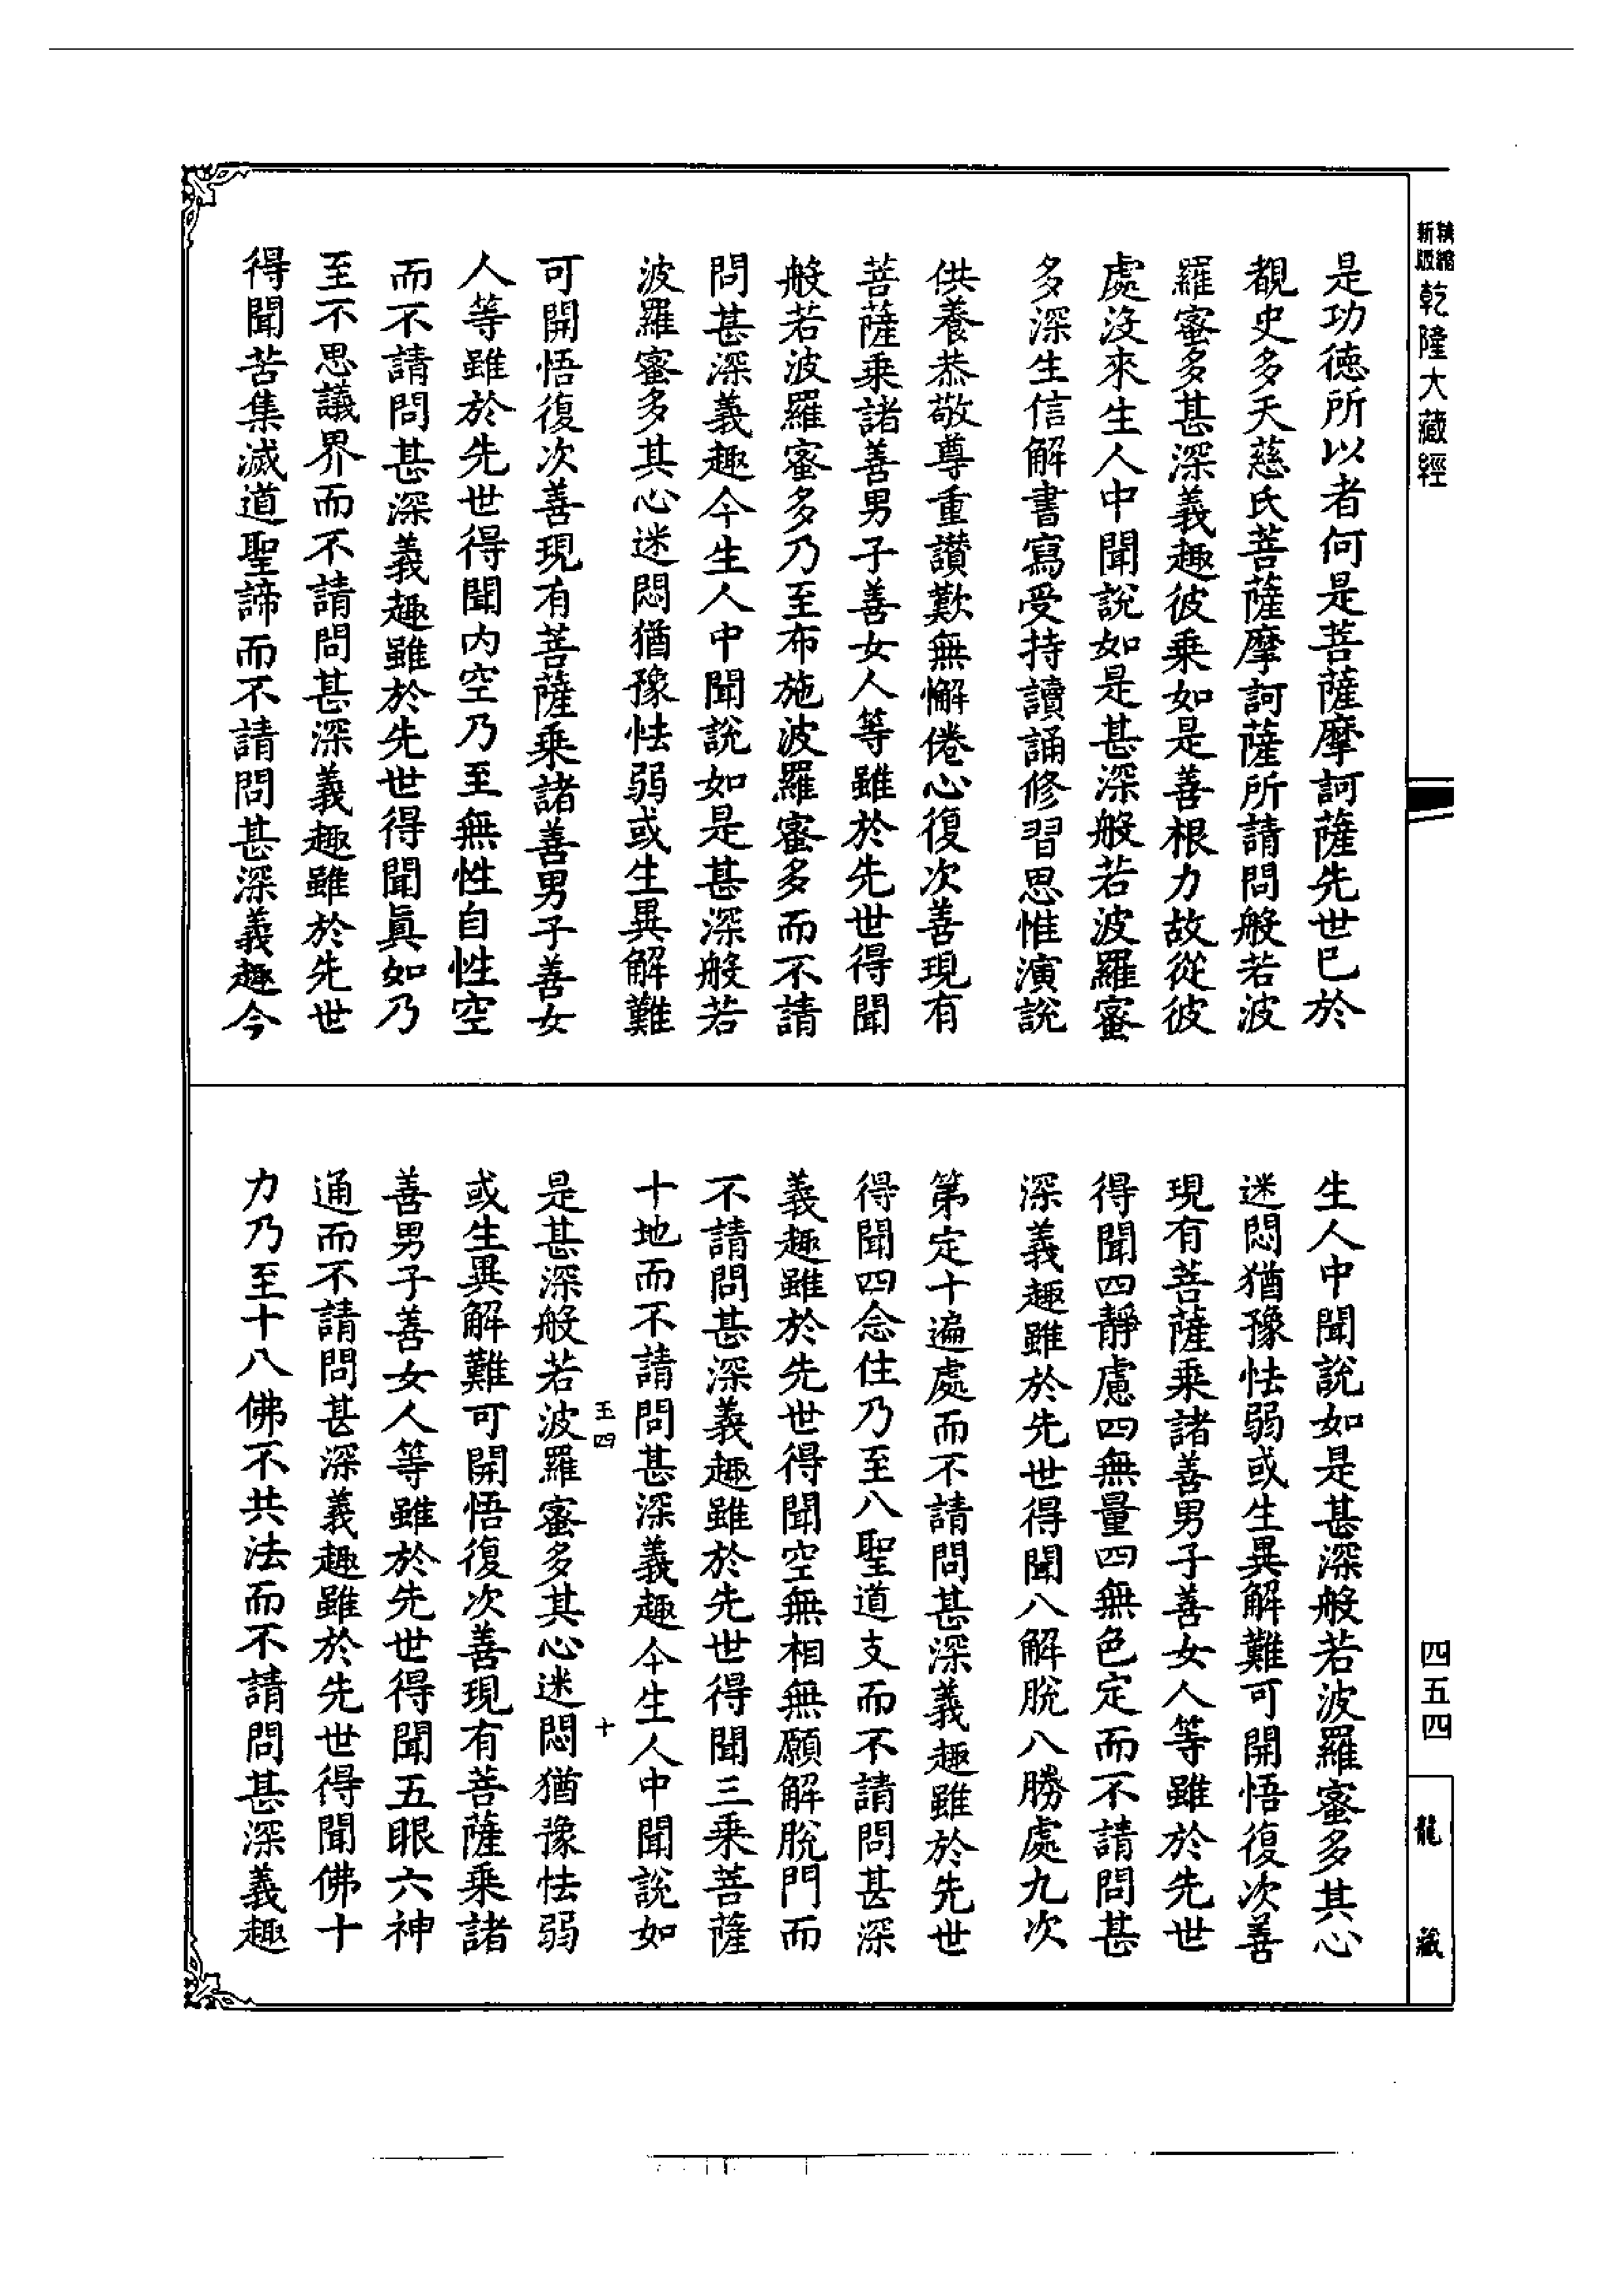 精縮
新版
乾隆大藏經
是功德所以者何是菩薩摩訶薩先世已於
覩史多天慈氏菩薩摩訶薩所請問般若波
羅蜜多甚深義趣彼乘如是善根力故從彼
處沒來生人中聞說如是甚深般若波羅蜜
多深生信解書寫受持讀誦修習思惟演說
供養恭敬尊重讚歎無懈倦心復次善現有
菩薩乘諸善男子善女人等雖於先世得聞
般若波羅蜜多乃至布施波羅蜜多而不請
問甚深義趣今生人中聞說如是甚深般若
波羅蜜多其心迷悶猶豫怯弱或生異解難
可開悟復次善現有菩薩乘諸善男子善女
人等雖於先世得聞內空乃至無性自性空
而不請問甚深義趣雖於先世得聞真如乃
至不思議界而不請問甚深義趣雖於先世
得聞苦集滅道聖諦而不請問甚深義趣今
生人中聞說如是甚深般若波羅蜜多其心
迷悶猶豫怯弱或生異解難可開悟復次善
現有菩薩乘諸善男子善女人等雖於先世
得聞四靜慮四無量四無色定而不請問甚
深義趣雖於先世得聞八解脫八勝處九次
第定十遍處而不請問甚深義趣雖於先世
得聞四念住乃至八聖道支而不請問甚深
義趣雖於先世得聞空無相無願解脫門而
不請問甚深義趣雖於先世得聞三乘菩薩
十地而不請問甚深義趣今生人中聞說如
玉四 十
是甚深般若波羅蜜多其心迷悶猶豫怯弱
或生異解難可開悟復次善現有菩薩乘諸
善男子善女人等雖於先世得聞五眼六神
通而不請問甚深義趣雖於先世得聞佛十
力乃至十八佛不共法而不請問甚深義趣
四五四
龍藏